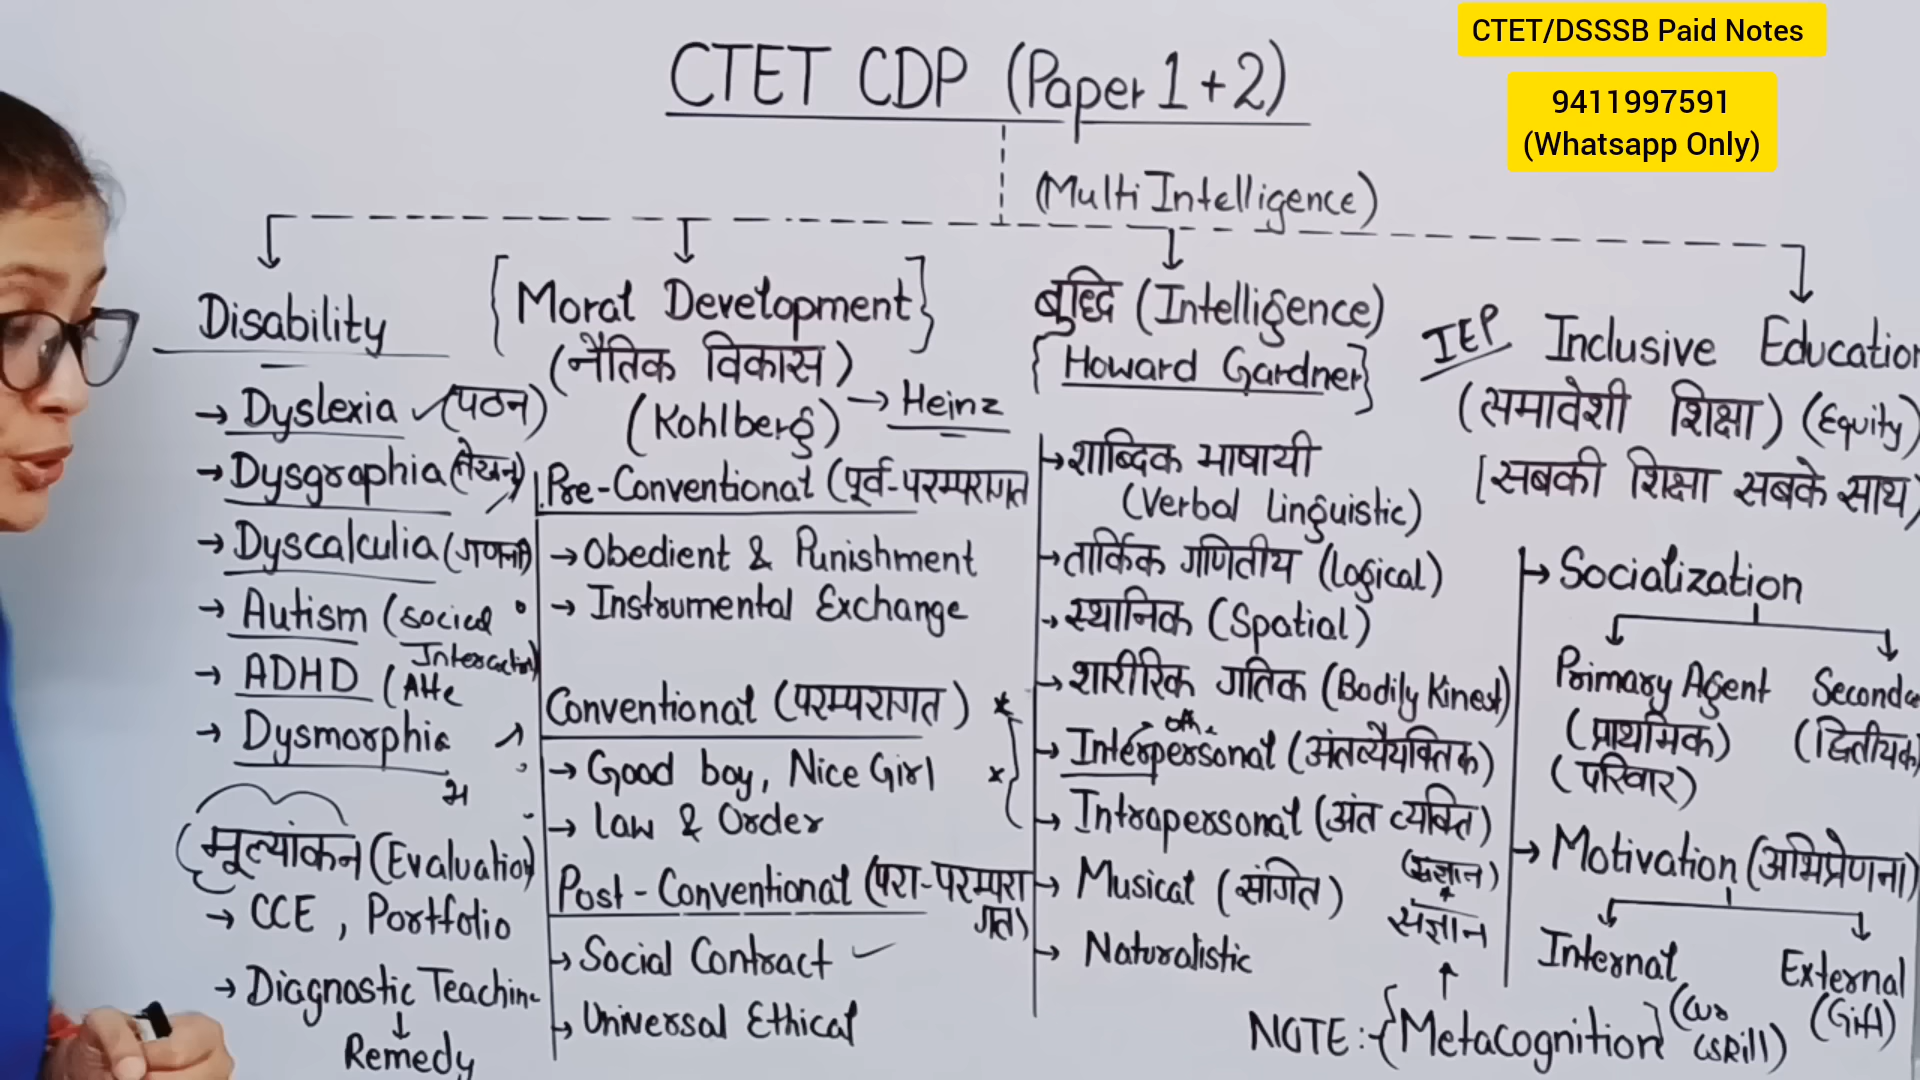 CTET/DSSSB Paid Notes
9411997591
(Whatsapp Only)
CTET CDP (Paper 1 + 2)
(Multi Intelligence)
Disability
→ Dyslexia (पठन)
→ Dysgraphia (लेखन)
→ Dyscalculia (गणना)
→ Autism (Social
Interaction)
→ ADHD (Atte
→ Dysmorphia
मूल्यांकन (Evaluation)
→ CCE, Portfolio
→ Diagnostic Teaching
Remedy
{Moral Development}
(नैतिक विकास)
(Kohlberg) → Heinz
Pre-Conventional (पूर्व-परम्परागत
→ Obedient & Punishment
→ Instrumental Exchange
Conventional (परम्परागत)
→ Good boy, Nice Girl
→ Law & Order
Post-Conventional (परा-परम्परा
गत)
→ Social Contract
→ Universal Ethical
बुद्धि (Intelligence)
{Howard Gardner}
→ शाब्दिक भाषायी
(Verbal Linguistic)
→ तार्किक गणितीय (Logical)
→ स्थानिक (Spatial)
→ शारीरिक गतिक (Bodily Kinest)
→ Interpersonal (अंतर्व्यैयक्तिक)
→ Intrapersonal (अंत व्यक्ति)
→ Musical (संगित)
→ Naturalistic
(संज्ञान)
संज्ञान
NOTE:-{Metacognition}
IEP Inclusive Education
(समावेशी शिक्षा) (Equity)
[सबकी शिक्षा सबके साथ)
→ Socialization
Primary Agent Seconda
(प्राथमिक) (द्वितीयक
(परिवार)
→ Motivation (अभिप्रेणना)
Internal External
(Gift)